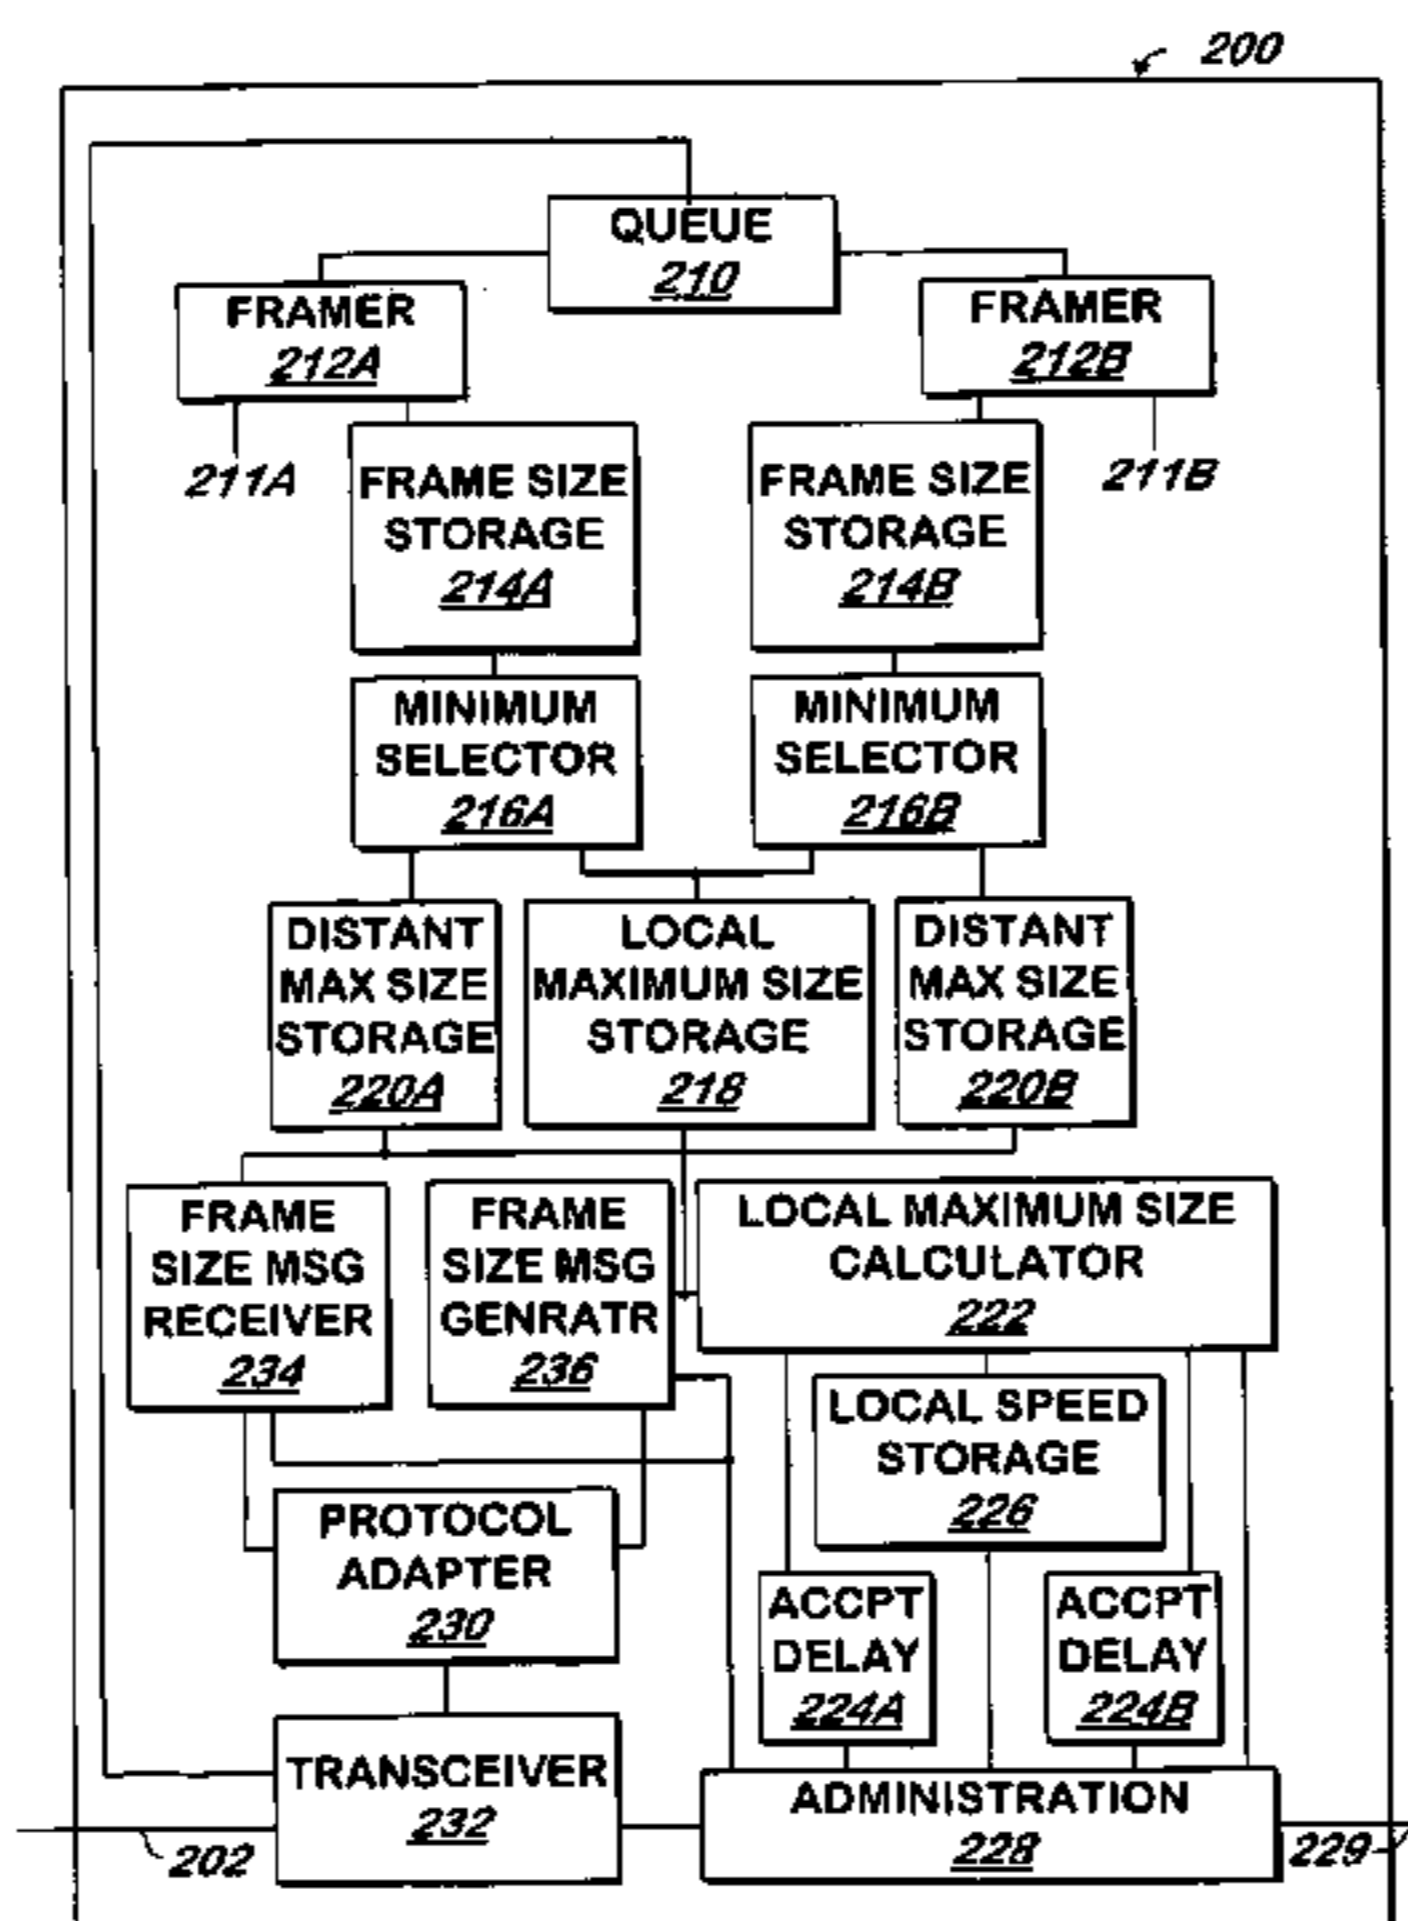 200
QUEUE
210
FRAMER
212A
FRAMER
212B
211A
211B
FRAME SIZE
STORAGE
214A
FRAME SIZE
STORAGE
214B
MINIMUM
SELECTOR
216A
MINIMUM
SELECTOR
216B
DISTANT
MAX SIZE
STORAGE
220A
LOCAL
MAXIMUM SIZE
STORAGE
218
DISTANT
MAX SIZE
STORAGE
220B
FRAME
SIZE MSG
RECEIVER
234
FRAME
SIZE MSG
GENRATR
236
LOCAL MAXIMUM SIZE
CALCULATOR
222
LOCAL SPEED
STORAGE
226
PROTOCOL
ADAPTER
230
ACCPT
DELAY
224A
ACCPT
DELAY
224B
TRANSCEIVER
232
ADMINISTRATION
228
202
229